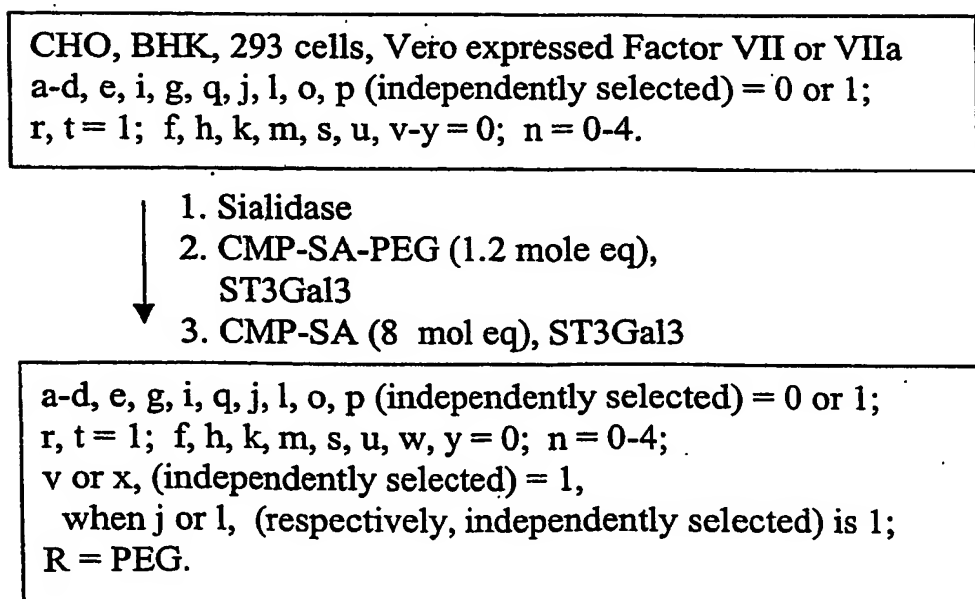 CHO, BHK, 293 cells, Vero expressed Factor VII or VIIa
a-d, e, i, g, q, j, l, o, p (independently selected) = 0 or 1;
r, t = 1; f, h, k, m, s, u, v-y = 0; n = 0-4.
1. Sialidase
2. CMP-SA-PEG (1.2 mole eq),
ST3Gal3
3. CMP-SA (8 mol eq), ST3Gal3
a-d, e, g, i, q, j, l, o, p (independently selected) = 0 or 1;
r, t = 1; f, h, k, m, s, u, w, y = 0; n = 0-4;
v or x, (independently selected) = 1,
when j or l, (respectively, independently selected) is 1;
R = PEG.